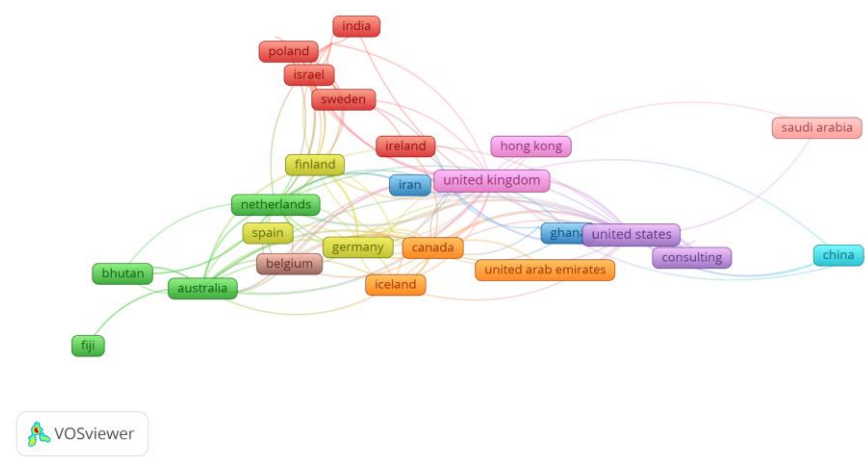 india
poland
israel
sweden
saudi arabia
ireland
hong kong
finland
iran
united kingdom
netherlands
spain
ghana
united states
germany
canada
china
consulting
belgium
united arab emirates
bhutan
iceland
australia
fiji
VOSviewer